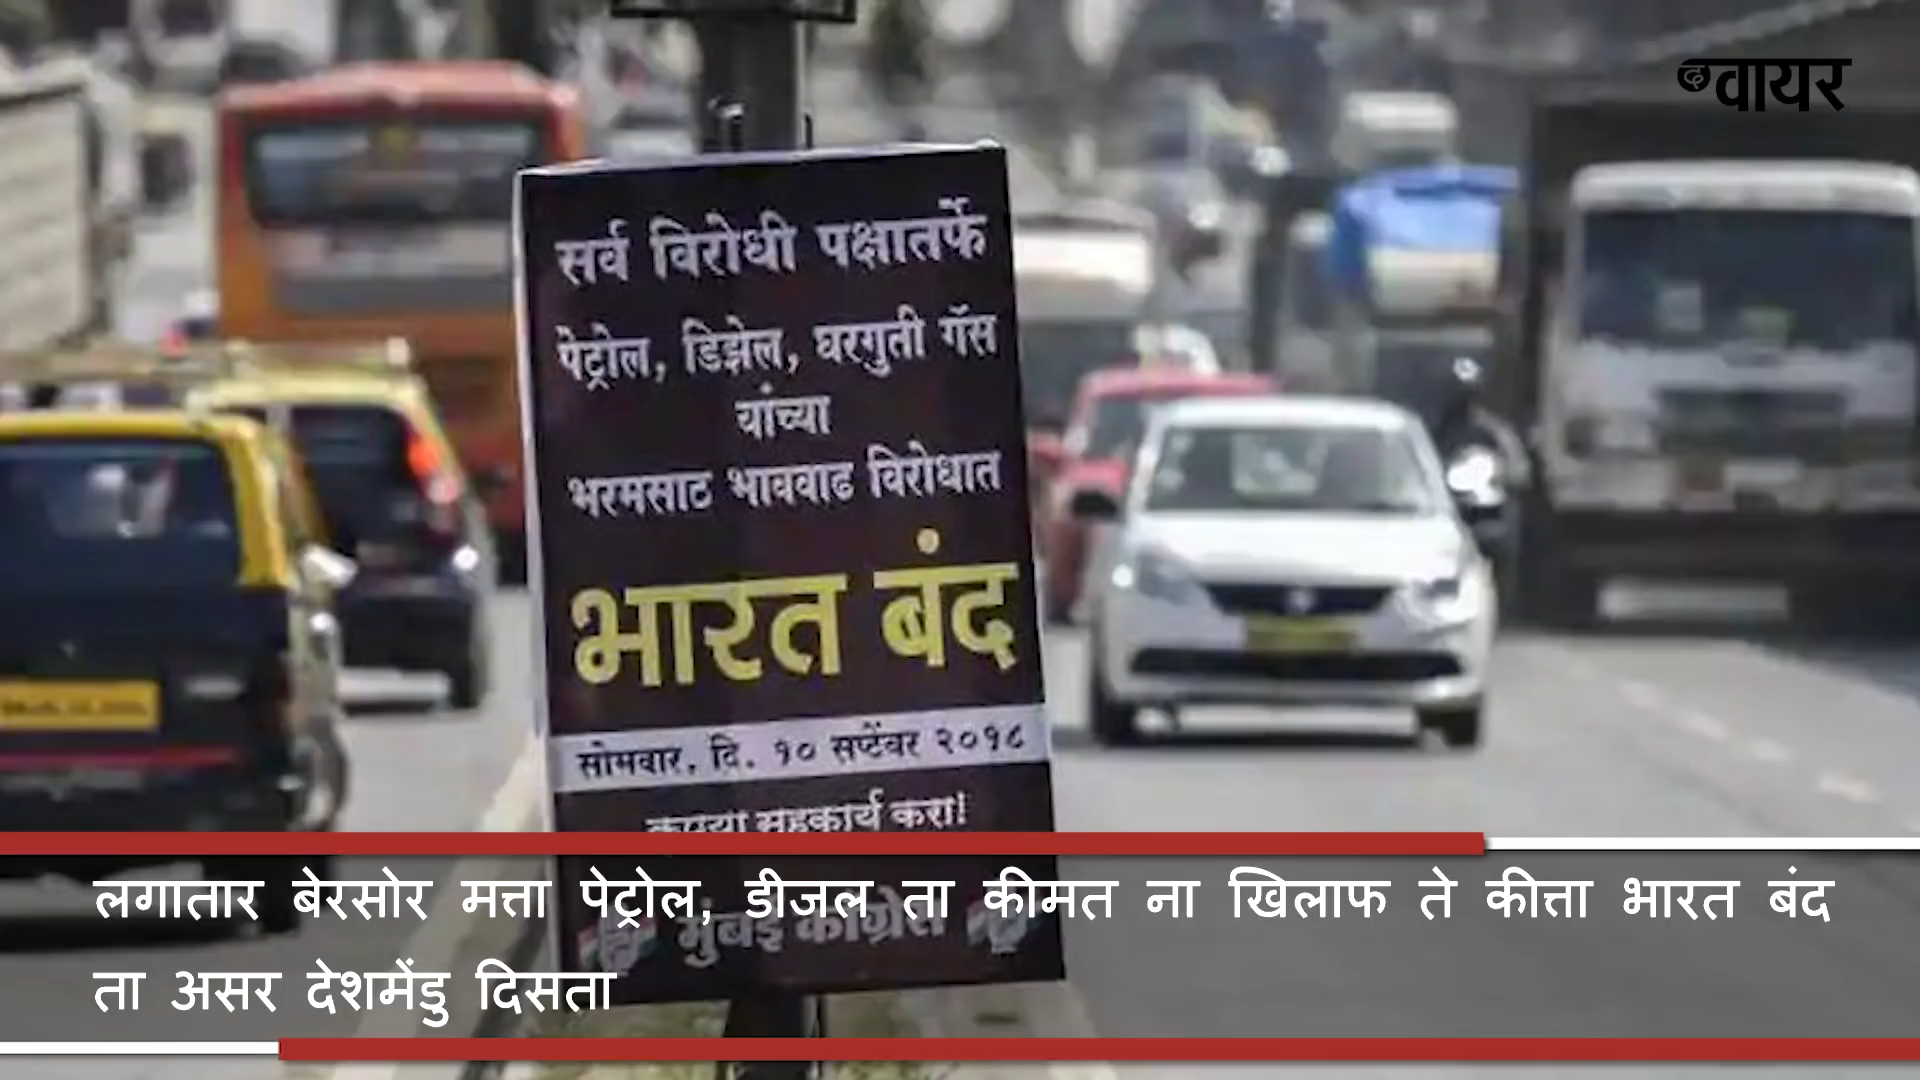 द वायर
सर्व विरोधी पक्षातर्फे
पेट्रोल, डिझेल, घरगुती गॅस
यांच्या
भरमसाठ भाववाढ विरोधात
भारत बंद
सोमवार, दि. १० सप्टेंबर २०१८
कृपया सहकार्य करा!
मुंबई काँग्रेस
लगातार बेरसोर मत्ता पेट्रोल, डीजल ता कीमत ना खिलाफ ते कीत्ता भारत बंद
ता असर देशमेंडु दिसता